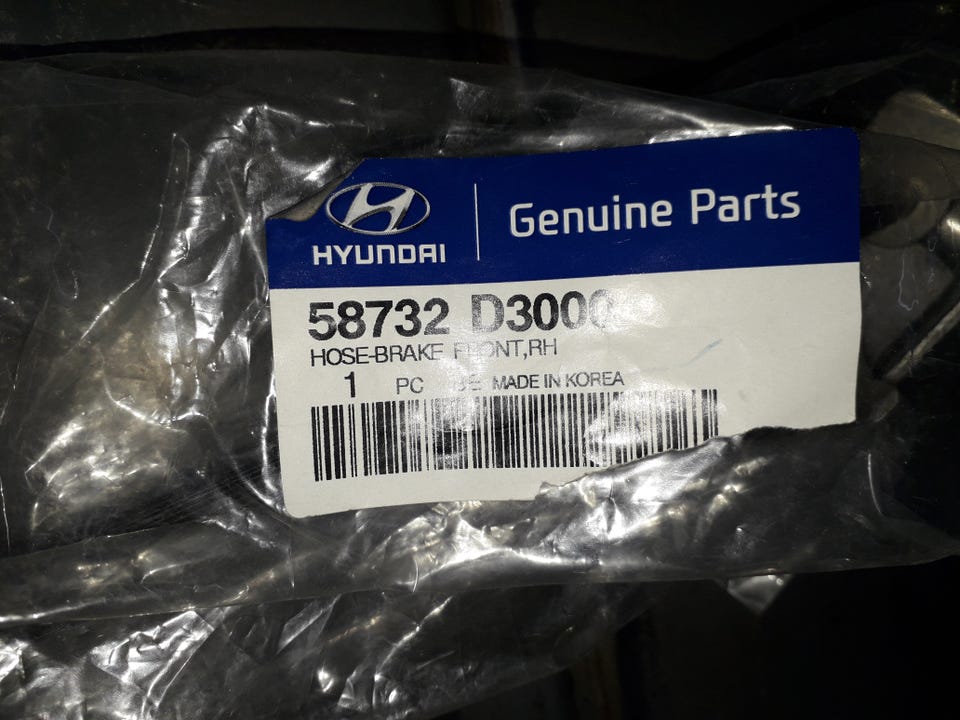 HYUNDAI
Genuine Parts
58732 D3000
HOSE-BRAKE FRONT,RH
1 PC MADE IN KOREA